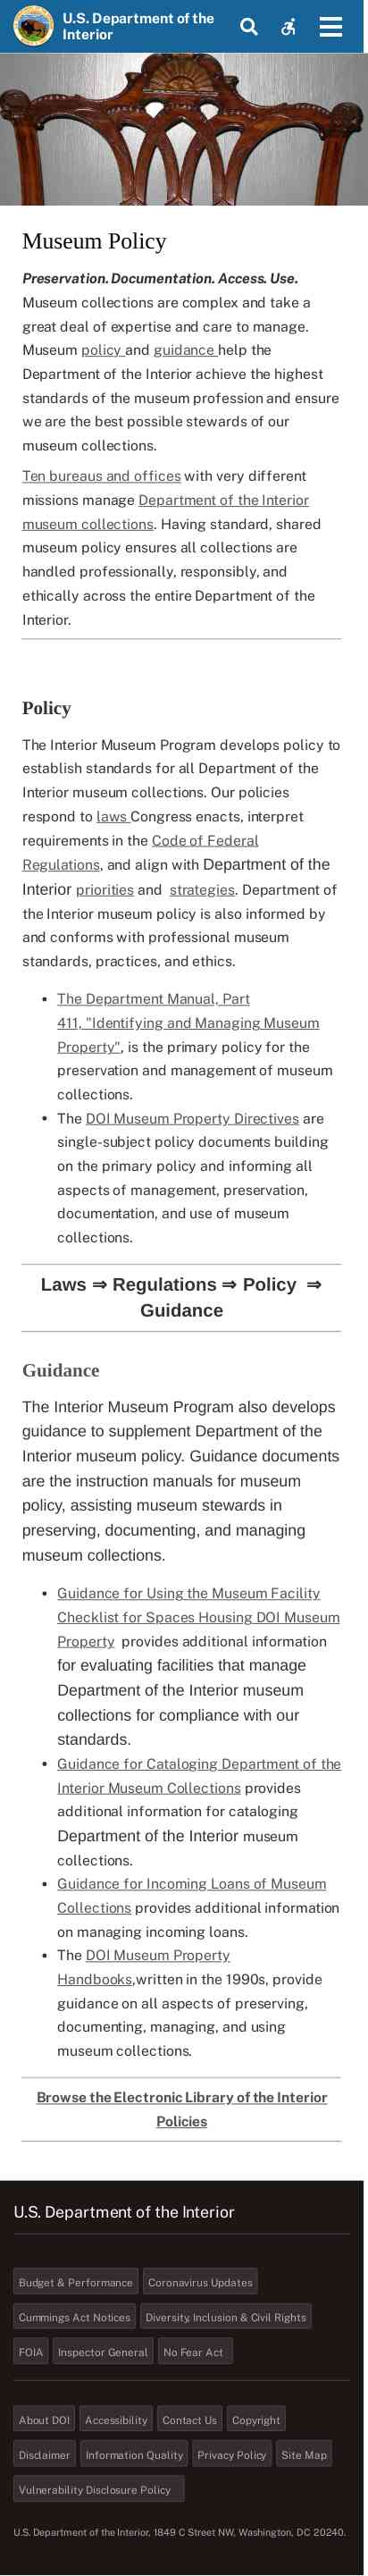 U.S. Department of the
Interior
Museum Policy
Preservation. Documentation. Access. Use.
Museum collections are complex and take a
great deal of expertise and care to manage.
Museum policy and guidance help the
Department of the Interior achieve the highest
standards of the museum profession and ensure
we are the best possible stewards of our
museum collections.
Ten bureaus and offices with very different
missions manage Department of the Interior
museum collections. Having standard, shared
museum policy ensures all collections are
handled professionally, responsibly, and
ethically across the entire Department of the
Interior.
Policy
The Interior Museum Program develops policy to
establish standards for all Department of the
Interior museum collections. Our policies
respond to laws Congress enacts, interpret
requirements in the Code of Federal
Regulations, and align with Department of the
Interior priorities and strategies. Department of
the Interior museum policy is also informed by
and conforms with professional museum
standards, practices, and ethics.
• The Department Manual, Part
411, "Identifying and Managing Museum
Property", is the primary policy for the
preservation and management of museum
collections.
• The DOI Museum Property Directives are
single-subject policy documents building
on the primary policy and informing all
aspects of management, preservation,
documentation, and use of museum
collections.
Laws ⇒ Regulations ⇒ Policy ⇒
Guidance
Guidance
The Interior Museum Program also develops
guidance to supplement Department of the
Interior museum policy. Guidance documents
are the instruction manuals for museum
policy, assisting museum stewards in
preserving, documenting, and managing
museum collections.
• Guidance for Using the Museum Facility
Checklist for Spaces Housing DOI Museum
Property provides additional information
for evaluating facilities that manage
Department of the Interior museum
collections for compliance with our
standards.
• Guidance for Cataloging Department of the
Interior Museum Collections provides
additional information for cataloging
Department of the Interior museum
collections.
• Guidance for Incoming Loans of Museum
Collections provides additional information
on managing incoming loans.
• The DOI Museum Property
Handbooks,written in the 1990s, provide
guidance on all aspects of preserving,
documenting, managing, and using
museum collections.
Browse the Electronic Library of the Interior
Policies
U.S. Department of the Interior
Budget & Performance Coronavirus Updates
Cummings Act Notices Diversity, Inclusion & Civil Rights
FOIA Inspector General No Fear Act
About DOI Accessibility Contact Us Copyright
Disclaimer Information Quality Privacy Policy Site Map
Vulnerability Disclosure Policy
U.S. Department of the Interior, 1849 C Street NW, Washington, DC 20240.